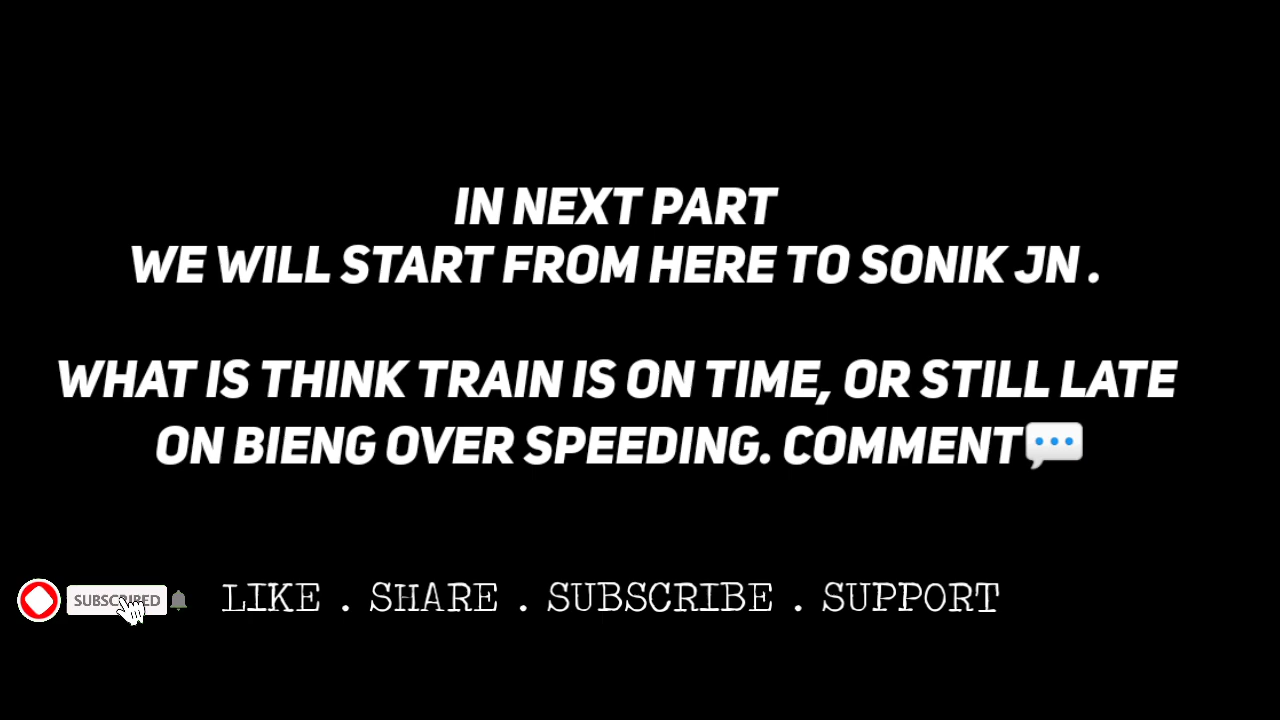 IN NEXT PART
WE WILL START FROM HERE TO SONIK JN .
WHAT IS THINK TRAIN IS ON TIME, OR STILL LATE
ON BIENG OVER SPEEDING. COMMENT💬
SUBSCRIBED
LIKE . SHARE . SUBSCRIBE . SUPPORT